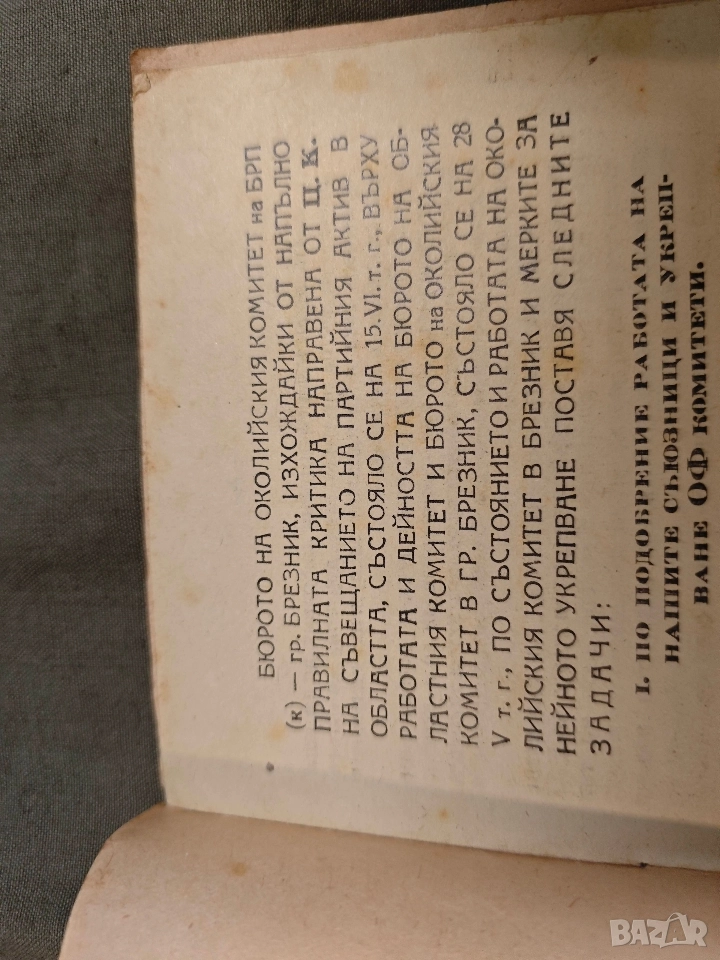 БЮРОТО НА ОКОЛИЙСКИЯ КОМИТЕТ на БРП
(к) — гр. БРЕЗНИК, ИЗХОЖДАЙКИ ОТ НАПЪЛНО
ПРАВИЛНАТА КРИТИКА НАПРАВЕНА ОТ Ц. К.
НА СЪВЕЩАНИЕТО НА ПАРТИЙНИЯ АКТИВ В
ОБЛАСТТА, СЪСТОЯЛО СЕ НА 15.VI. т. г., ВЪРХУ
РАБОТАТА И ДЕЙНОСТТА НА БЮРОТО НА ОБ-
ЛАСТНИЯ КОМИТЕТ И БЮРОТО на ОКОЛИЙСКИЯ
КОМИТЕТ В ГР. БРЕЗНИК, СЪСТОЯЛО СЕ НА 28
V т. г., ПО СЪСТОЯНИЕТО И РАБОТАТА НА ОКО-
ЛИЙСКИЯ КОМИТЕТ В БРЕЗНИК И МЕРКИТЕ ЗА
НЕЙНОТО УКРЕПВАНЕ ПОСТАВЯ СЛЕДНИТЕ
ЗАДАЧИ:
I. ПО ПОДОБРЕНИЕ РАБОТАТА НА
НАШИТЕ СЪЮЗНИЦИ И УКРЕП-
ВАНЕ ОФ КОМИТЕТИ.
BAZAR